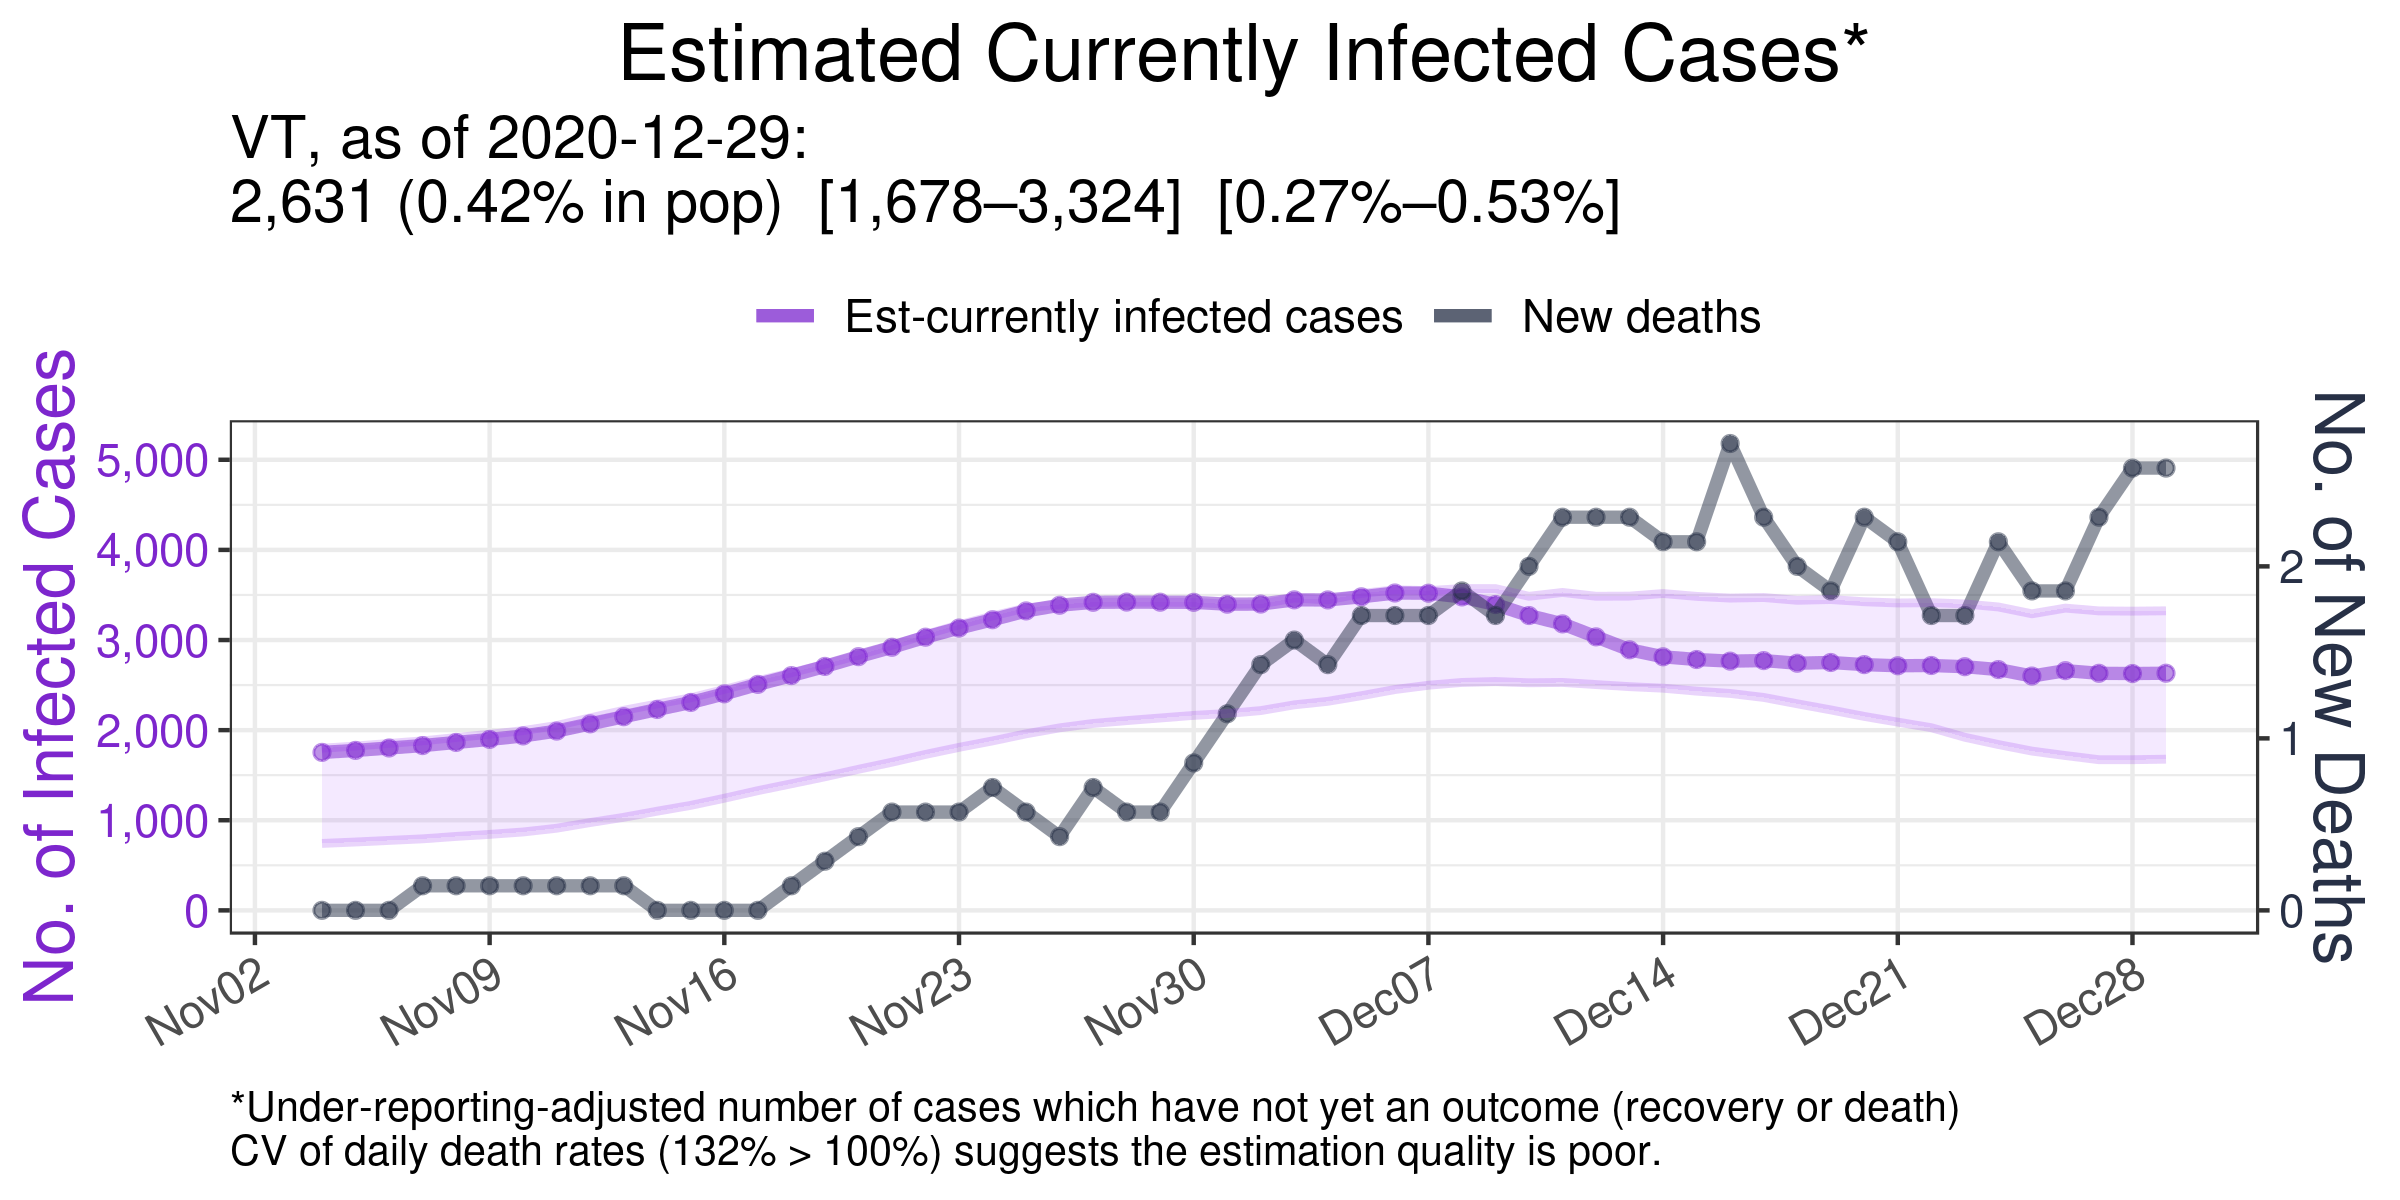 Estimated Currently Infected Cases*
VT, as of 2020-12-29:
2,631 (0.42% in pop)  [1,678–3,324]  [0.27%–0.53%]
Est-currently infected cases
New deaths
No. of Infected Cases
5,000
4,000
3,000
2,000
1,000
0
No. of New Deaths
2
1
0
Nov02
Nov09
Nov16
Nov23
Nov30
Dec07
Dec14
Dec21
Dec28
*Under-reporting-adjusted number of cases which have not yet an outcome (recovery or death)
CV of daily death rates (132% > 100%) suggests the estimation quality is poor.